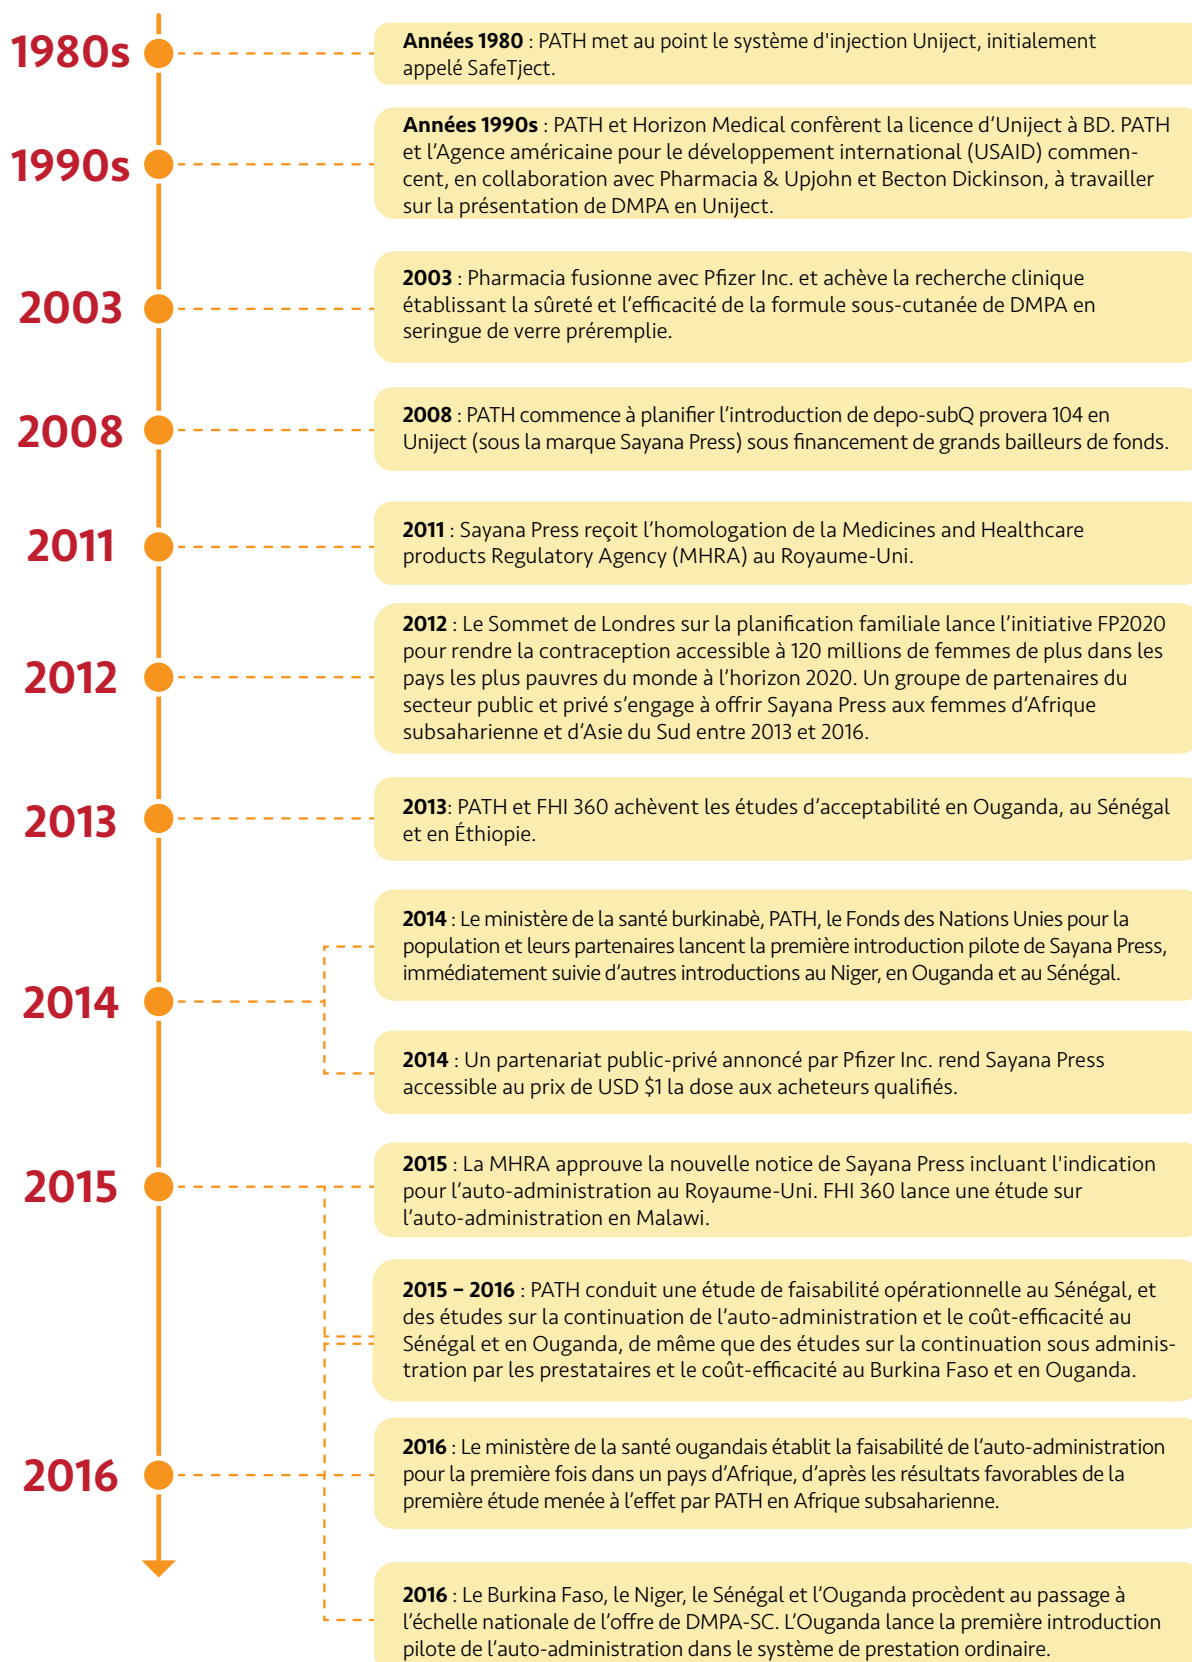 1980s
Années 1980 : PATH met au point le système d'injection Uniject, initialement
appelé SafeTject.
1990s
Années 1990s : PATH et Horizon Medical confèrent la licence d’Uniject à BD. PATH
et l’Agence américaine pour le développement international (USAID) commen-
cent, en collaboration avec Pharmacia & Upjohn et Becton Dickinson, à travailler
sur la présentation de DMPA en Uniject.
2003
2003 : Pharmacia fusionne avec Pfizer Inc. et achève la recherche clinique
établissant la sûreté et l’efficacité de la formule sous-cutanée de DMPA en
seringue de verre préremplie.
2008
2008 : PATH commence à planifier l’introduction de depo-subQ provera 104 en
Uniject (sous la marque Sayana Press) sous financement de grands bailleurs de fonds.
2011
2011 : Sayana Press reçoit l’homologation de la Medicines and Healthcare
products Regulatory Agency (MHRA) au Royaume-Uni.
2012
2012 : Le Sommet de Londres sur la planification familiale lance l’initiative FP2020
pour rendre la contraception accessible à 120 millions de femmes de plus dans les
pays les plus pauvres du monde à l’horizon 2020. Un groupe de partenaires du
secteur public et privé s’engage à offrir Sayana Press aux femmes d’Afrique
subsaharienne et d’Asie du Sud entre 2013 et 2016.
2013
2013: PATH et FHI 360 achèvent les études d’acceptabilité en Ouganda, au Sénégal
et en Éthiopie.
2014
2014 : Le ministère de la santé burkinabè, PATH, le Fonds des Nations Unies pour la
population et leurs partenaires lancent la première introduction pilote de Sayana Press,
immédiatement suivie d’autres introductions au Niger, en Ouganda et au Sénégal.
2014 : Un partenariat public-privé annoncé par Pfizer Inc. rend Sayana Press
accessible au prix de USD $1 la dose aux acheteurs qualifiés.
2015
2015 : La MHRA approuve la nouvelle notice de Sayana Press incluant l'indication
pour l’auto-administration au Royaume-Uni. FHI 360 lance une étude sur
l’auto-administration en Malawi.
2015 – 2016 : PATH conduit une étude de faisabilité opérationnelle au Sénégal, et
des études sur la continuation de l’auto-administration et le coût-efficacité au
Sénégal et en Ouganda, de même que des études sur la continuation sous adminis-
tration par les prestataires et le coût-efficacité au Burkina Faso et en Ouganda.
2016
2016 : Le ministère de la santé ougandais établit la faisabilité de l’auto-administration
pour la première fois dans un pays d’Afrique, d’après les résultats favorables de la
première étude menée à l’effet par PATH en Afrique subsaharienne.
2016 : Le Burkina Faso, le Niger, le Sénégal et l’Ouganda procèdent au passage à
l’échelle nationale de l’offre de DMPA-SC. L’Ouganda lance la première introduction
pilote de l’auto-administration dans le système de prestation ordinaire.